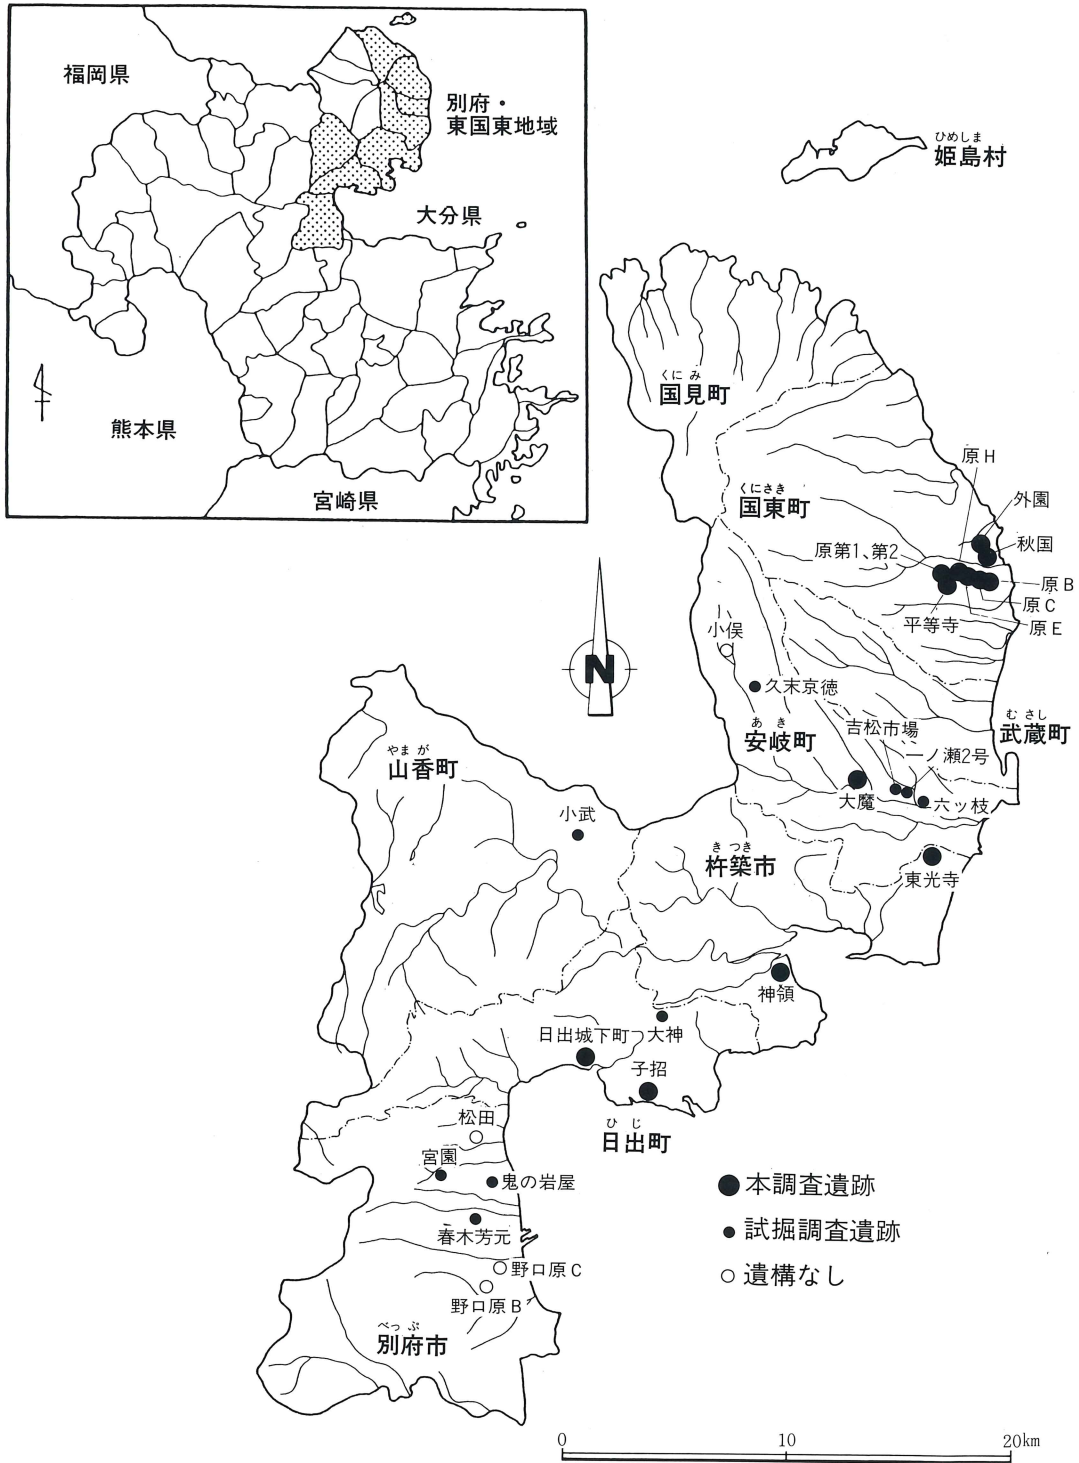 福岡県
別府・
東国東地域
大分県
熊本県
宮崎県
ひめしま
姫島村
くに み
国見町
くにさき
国東町
原H
外園
秋国
原第1、第2
原B
原C
原E
平等寺
小俣
久末京徳
あ き
安岐町
む さし
武蔵町
吉松市場
一ノ瀬2号
大魔
六ッ枝
やま が
山香町
小武
き つき
杵築市
東光寺
神領
日出城下町
大神
子招
ひ じ
日出町
松田
宮園
鬼の岩屋
春木芳元
野口原C
野口原B
べっ ぷ
別府市
N
本調査遺跡
試掘調査遺跡
遺構なし
0 10 20km